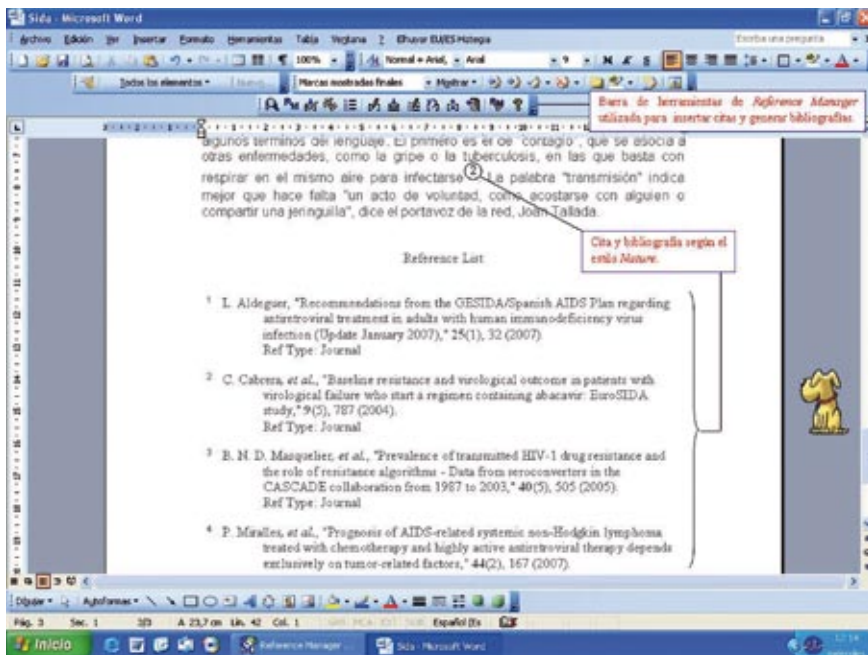 Sida - Microsoft Word
Archivo Edición Ver Insertar Formato Herramientas Tabla Ventana ? Elhuyar EU/ES Hiztegia
Escriba una pregunta
100% Normal + Arial, Arial 9 N K S
Todos los elementos Marcas mostradas finales Mostrar
Barra de herramientas de Reference Manager
utilizada para insertar citas y generar bibliografías.
algunos términos del lenguaje. El primero es el de "contagio", que se asocia a
otras enfermedades, como la gripe o la tuberculosis, en las que basta con
respirar en el mismo aire para infectarse 2. La palabra "transmisión" indica
mejor que hace falta "un acto de voluntad, como acostarse con alguien o
compartir una jeringuilla", dice el portavoz de la red, Joan Tallada.
Cita y bibliografía según el
estilo Nature.
Reference List
1 L. Aldeguer, "Recommendations from the GESIDA/Spanish AIDS Plan regarding
antiretroviral treatment in adults with human immunodeficiency virus
infection (Update January 2007)," 25(1), 32 (2007)
Ref Type: Journal
2 C. Cabrera, et al., "Baseline resistance and virological outcome in patients with
virological failure who start a regimen containing abacavir: EuroSIDA
study," 9(5), 787 (2004).
Ref Type: Journal
3 B. N. D. Masquelier, et al., "Prevalence of transmitted HIV-1 drug resistance and
the role of resistance algorithms - Data from seroconverters in the
CASCADE collaboration from 1987 to 2003," 40(5), 505 (2005).
Ref Type: Journal
4 P. Miralles, et al., "Prognosis of AIDS-related systemic non-Hodgkin lymphoma
treated with chemotherapy and highly active antiretroviral therapy depends
exclusively on tumor-related factors," 44(2), 167 (2007).
Dibujar Autoformas
Pág. 3 Sec. 1 3/3 A 23,7 cm Lín. 42 Col. 1 Español (Es
Inicio Reference Manager ... Sida - Microsoft Word